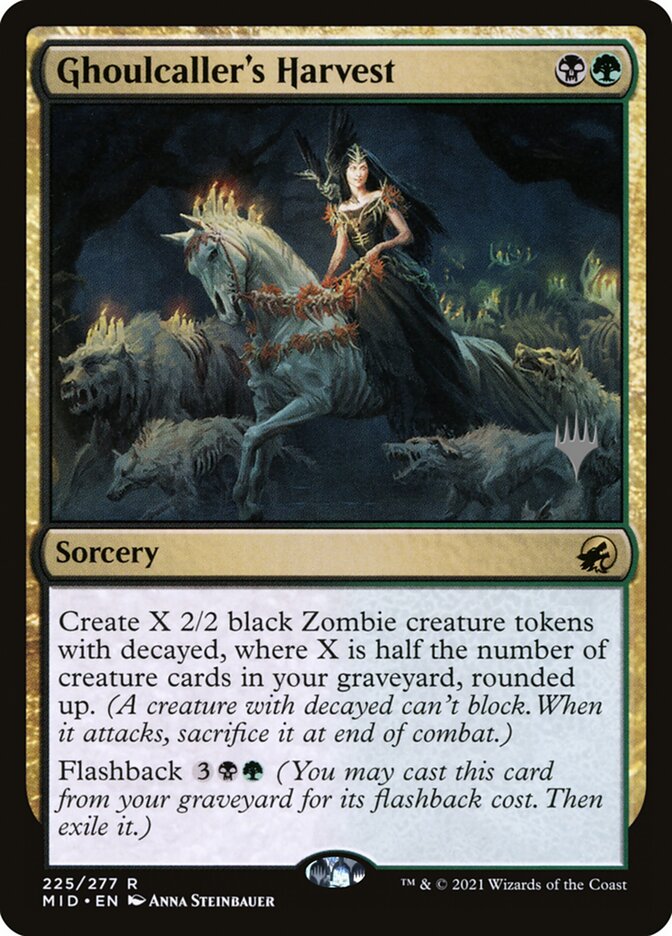 Ghoulcaller's Harvest
Sorcery
Create X 2/2 black Zombie creature tokens
with decayed, where X is half the number of
creature cards in your graveyard, rounded
up. (A creature with decayed can't block. When
it attacks, sacrifice it at end of combat.)
Flashback 3 (You may cast this card
from your graveyard for its flashback cost. Then
exile it.)
225/277 R
MID • EN Anna Steinbauer
™ & © 2021 Wizards of the Coast